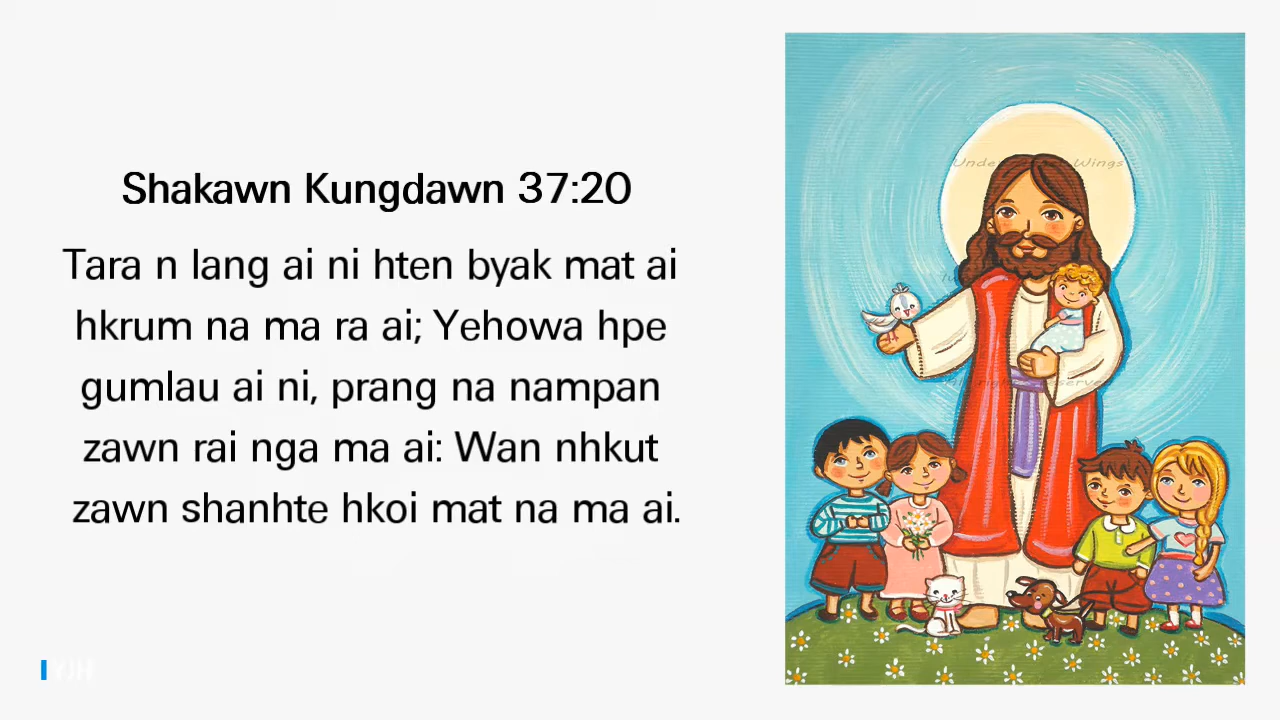 Shakawn Kungdawn 37:20
Tara n lang ai ni hten byak mat ai
hkrum na ma ra ai; Yehowa hpe
gumlau ai ni, prang na nampan
zawn rai nga ma ai: Wan nhkut
zawn shanhte hkoi mat na ma ai.
Wings